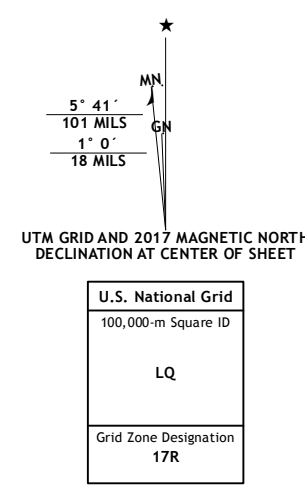 ★
MN
5° 41´
101 MILS
GN
1° 0´
18 MILS
UTM GRID AND 2017 MAGNETIC NORTH
DECLINATION AT CENTER OF SHEET
U.S. National Grid
100,000-m Square ID
LQ
Grid Zone Designation
17R